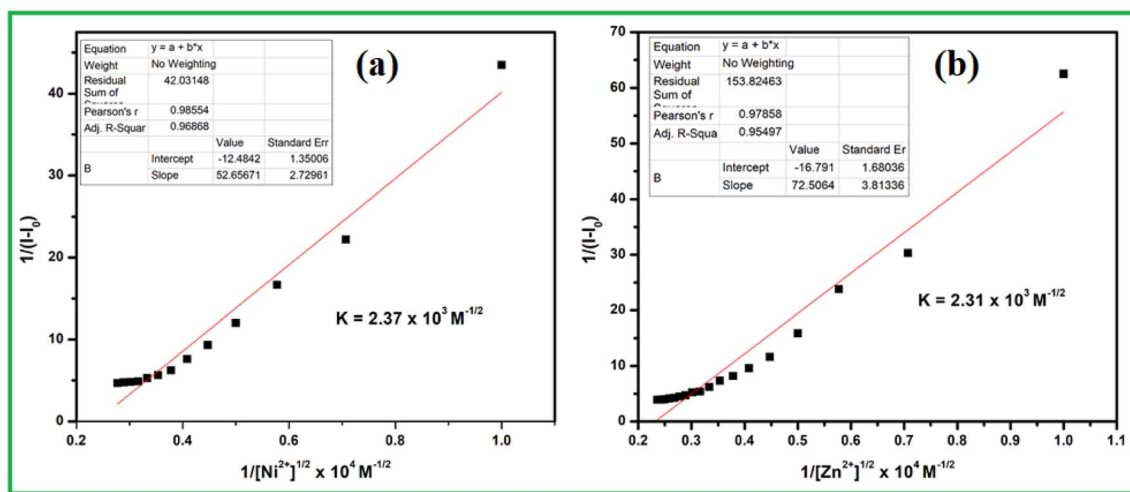 Equation y = a + b*x
Weight No Weighting
Residual Sum of Squares 42.03148
Pearson's r 0.98554
Adj. R-Squar 0.96868
Value Standard Err
B Intercept -12.4842 1.35006
Slope 52.65671 2.72961
(a)
K = 2.37 x 10³ M⁻¹/²
40
30
20
10
0
0.2 0.4 0.6 0.8 1.0
1/(I-I₀)
1/[Ni²⁺]¹/² x 10⁴ M⁻¹/²
Equation y = a + b*x
Weight No Weighting
Residual Sum of Squares 153.82463
Pearson's r 0.97858
Adj. R-Squa 0.95497
Value Standard Er
B Intercept -16.791 1.68036
Slope 72.5064 3.81336
(b)
K = 2.31 x 10³ M⁻¹/²
70
60
50
40
30
20
10
0
0.2 0.3 0.4 0.5 0.6 0.7 0.8 0.9 1.0 1.1
1/(I-I₀)
1/[Zn²⁺]¹/² x 10⁴ M⁻¹/²